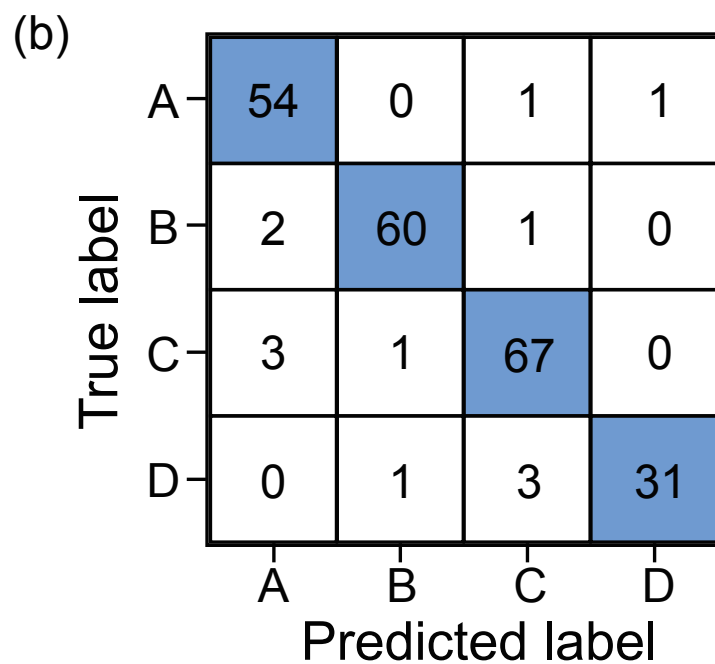 (b)
True label
A 54 0 1 1
B 2 60 1 0
C 3 1 67 0
D 0 1 3 31
A B C D
Predicted label